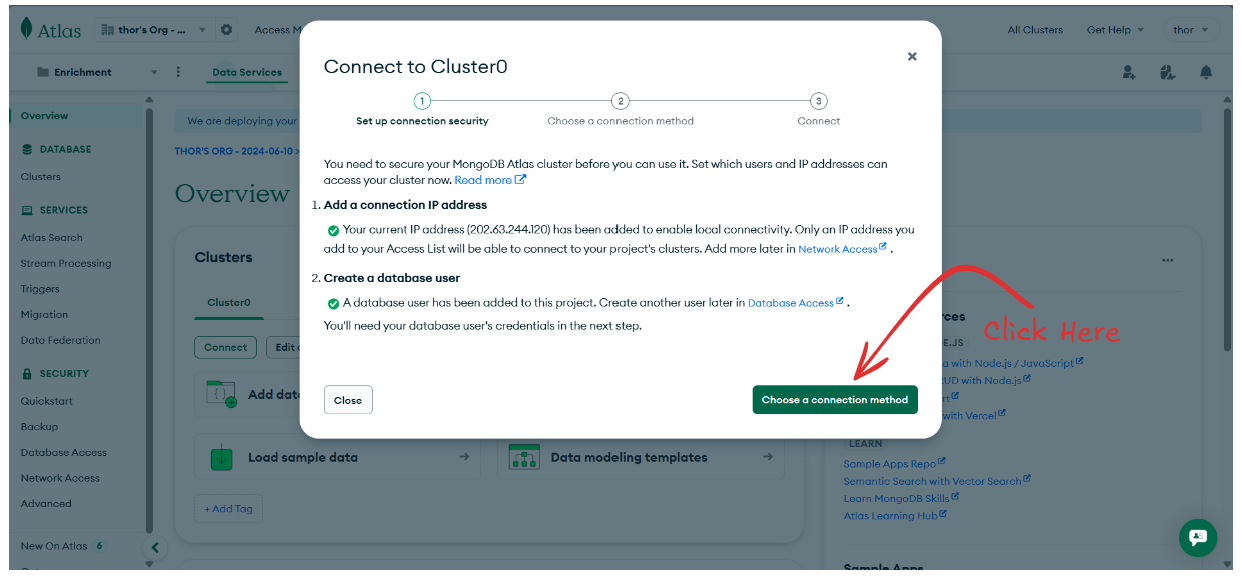 Atlas
thor's Org - ...
Access M
All Clusters
Get Help
thor
Enrichment
Data Services
Overview
DATABASE
Clusters
SERVICES
Atlas Search
Stream Processing
Triggers
Migration
Data Federation
SECURITY
Quickstart
Backup
Database Access
Network Access
Advanced
New On Atlas 6
We are deploying your
THOR'S ORG - 2024-06-10 >
Overview
Clusters
Cluster0
Connect
Edit
Add dat
Load sample data
Data modeling templates
+ Add Tag
Connect to Cluster0
1
2
3
Set up connection security
Choose a connection method
Connect
You need to secure your MongoDB Atlas cluster before you can use it. Set which users and IP addresses can
access your cluster now. Read more
1. Add a connection IP address
Your current IP address (202.63.244.120) has been added to enable local connectivity. Only an IP address you
add to your Access List will be able to connect to your project's clusters. Add more later in Network Access .
2. Create a database user
A database user has been added to this project. Create another user later in Database Access .
You'll need your database user's credentials in the next step.
Close
Choose a connection method
Click Here
rces
E.JS
a with Node.js / JavaScript
UD with Node.js
rt
with Vercel
LEARN
Sample Apps Repo
Semantic Search with Vector Search
Learn MongoDB Skills
Atlas Learning Hub
Sample Apps